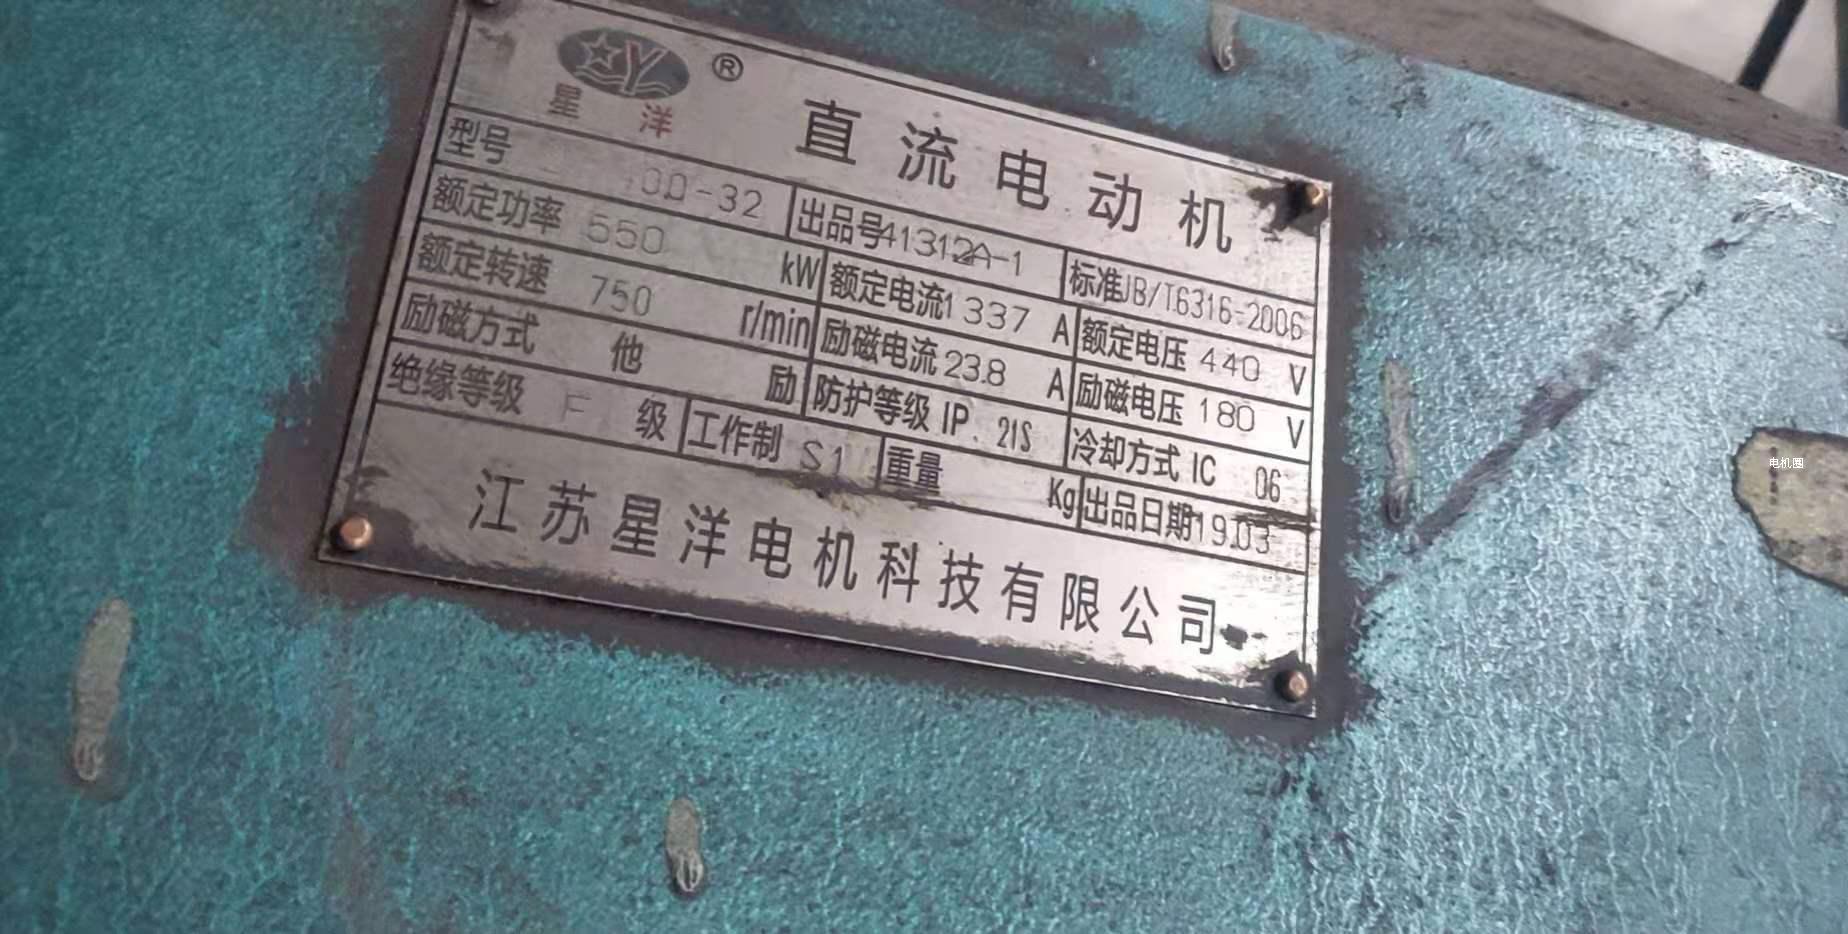 星洋 ®
直流电动机
型号 00-32 出品号41312A-1 标准JB/T6316-2006
额定功率 550 kW 额定电流1337 A 额定电压 440 V
额定转速 750 r/min 励磁电流 23.8 A 励磁电压 180 V
励磁方式 他励 防护等级 IP 21S 冷却方式 IC 06
绝缘等级 F 级 工作制 S1 重量 Kg 出品日期19.03
江苏星洋电机科技有限公司
电机圈